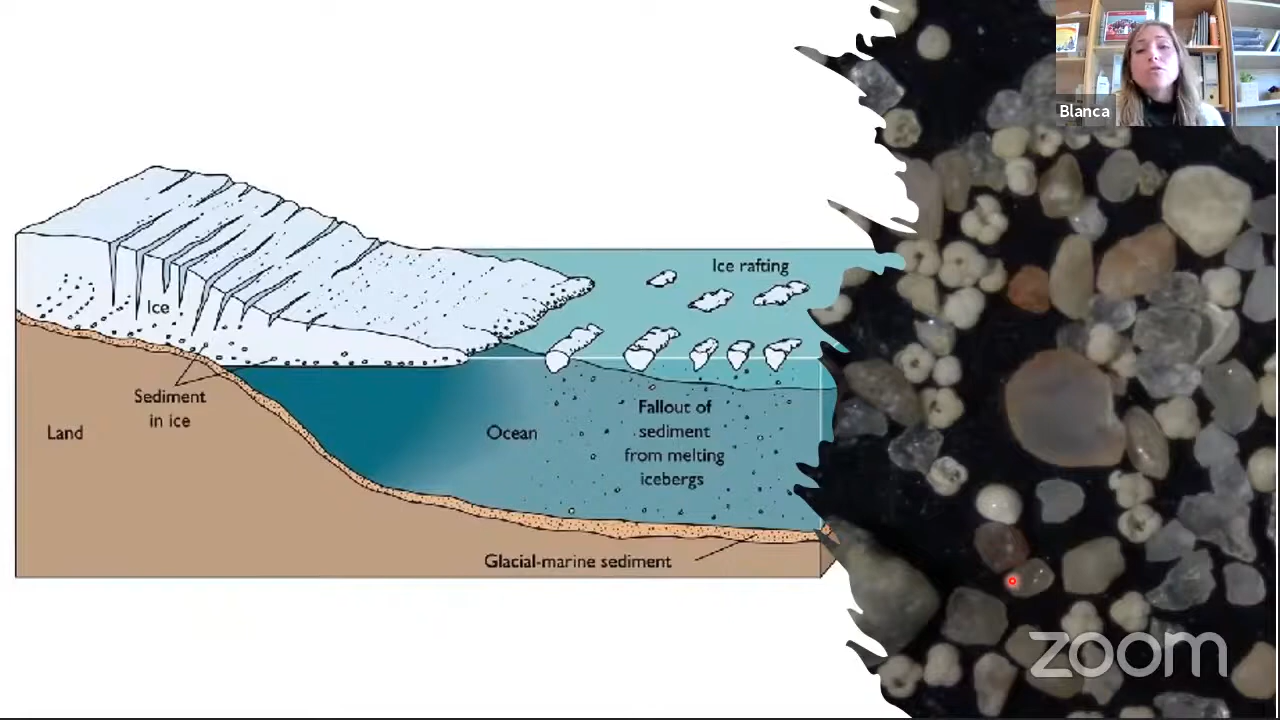 Blanca
Ice rafting
Ice
Sediment
in ice
Land
Ocean
Fallout of
sediment
from melting
icebergs
Glacial-marine sediment
zoom